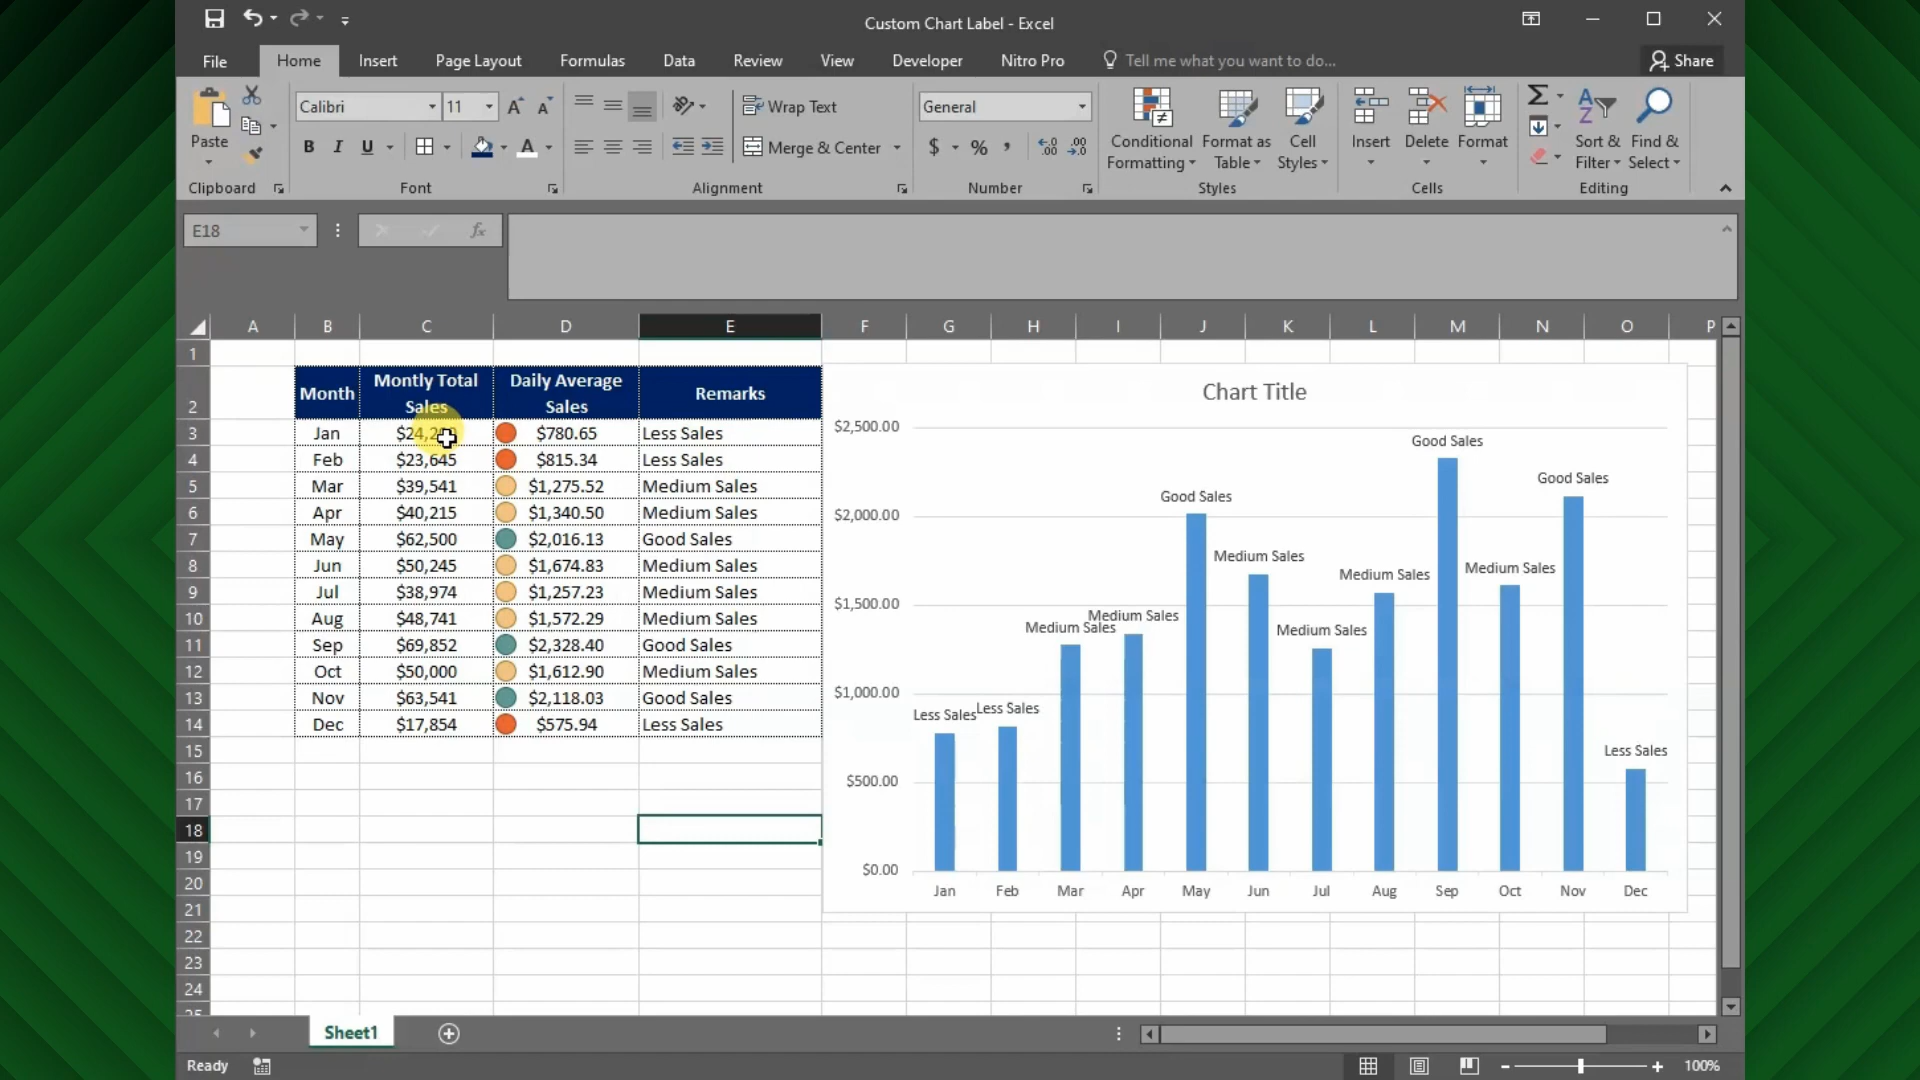 Custom Chart Label - Excel
File Home Insert Page Layout Formulas Data Review View Developer Nitro Pro Tell me what you want to do... Share
Paste
Clipboard
Calibri 11
B I U
Font
Wrap Text
Merge & Center
Alignment
General
$ % ,
Number
Conditional Formatting
Format as Table
Cell Styles
Styles
Insert Delete Format
Cells
Sort & Filter
Find & Select
Editing
E18 fx
A B C D E F G H I J K L M N O P
1
2 Month Montly Total Sales Daily Average Sales Remarks
3 Jan $780.65 Less Sales
4 Feb $23,645 $815.34 Less Sales
5 Mar $39,541 $1,275.52 Medium Sales
6 Apr $40,215 $1,340.50 Medium Sales
7 May $62,500 $2,016.13 Good Sales
8 Jun $50,245 $1,674.83 Medium Sales
9 Jul $38,974 $1,257.23 Medium Sales
10 Aug $48,741 $1,572.29 Medium Sales
11 Sep $69,852 $2,328.40 Good Sales
12 Oct $50,000 $1,612.90 Medium Sales
13 Nov $63,541 $2,118.03 Good Sales
14 Dec $17,854 $575.94 Less Sales
15
16
17
18
19
20
21
22
23
24
25
Chart Title
$2,500.00
$2,000.00
$1,500.00
$1,000.00
$500.00
$0.00
Less Sales
Less Sales
Medium Sales
Medium Sales
Good Sales
Medium Sales
Medium Sales
Medium Sales
Good Sales
Medium Sales
Good Sales
Less Sales
Jan Feb Mar Apr May Jun Jul Aug Sep Oct Nov Dec
Sheet1
Ready
100%